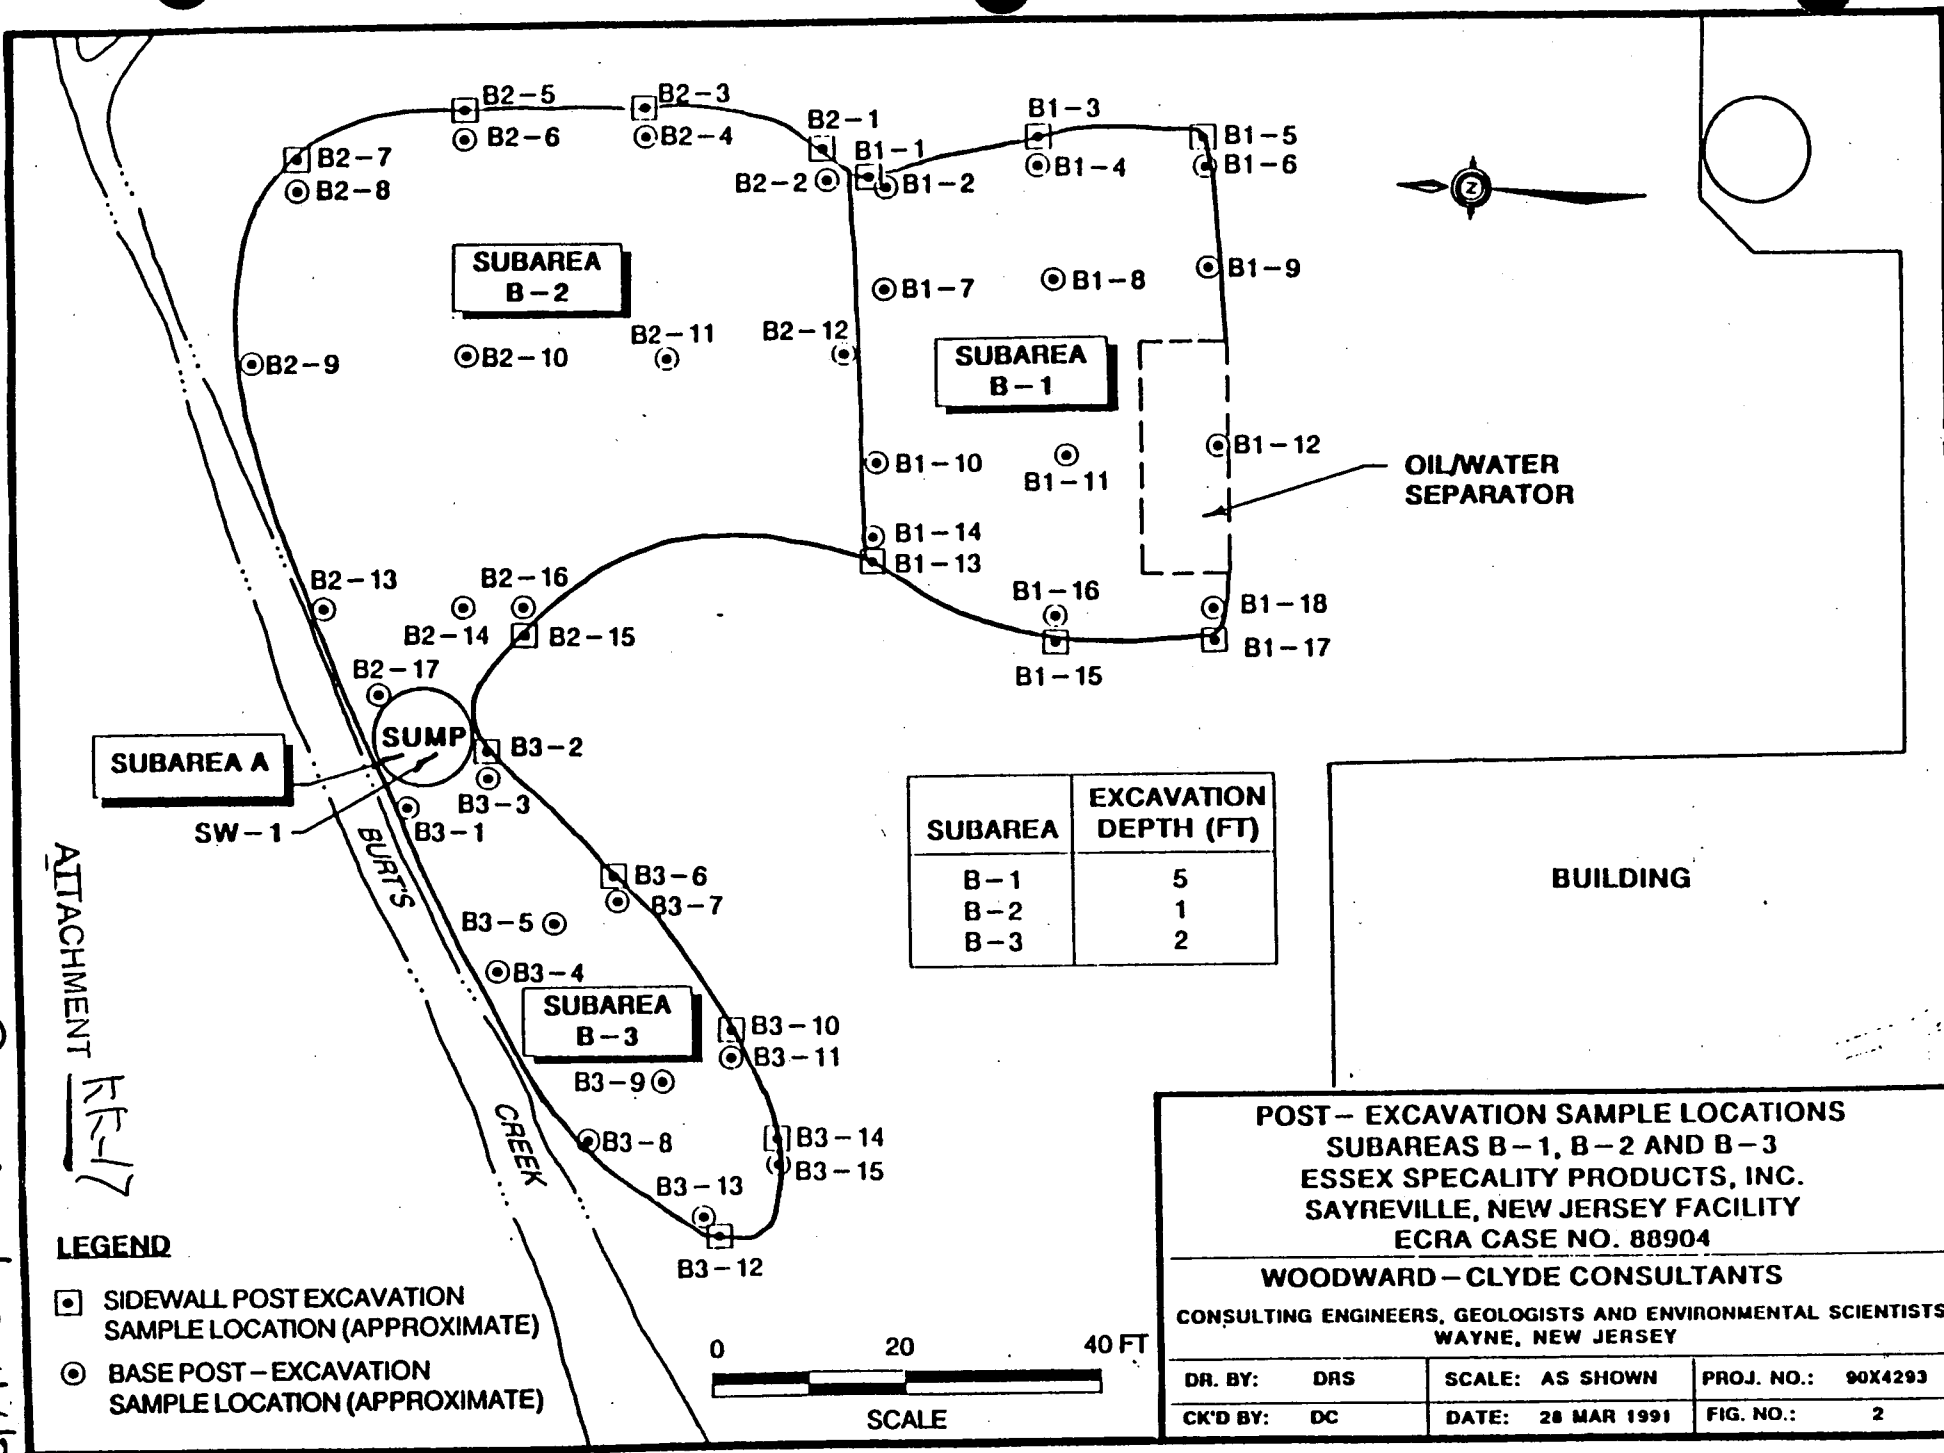 B2-5
B2-3
B2-1
B1-3
B1-5
B2-6
B2-4
B1-1
B1-4
B1-6
B2-7
B2-2
B1-2
B2-8
Z
SUBAREA
B-2
B1-7
B1-8
B1-9
B2-9
B2-10
B2-11
B2-12
SUBAREA
B-1
B1-10
B1-11
B1-12
OIL/WATER
SEPARATOR
B1-14
B1-13
B2-13
B2-16
B2-14
B2-15
B1-16
B1-18
B1-15
B1-17
B2-17
SUMP
SUBAREA A
SW-1
B3-2
B3-3
B3-1
BURT'S
CREEK
B3-6
B3-7
B3-5
B3-4
SUBAREA
B-3
B3-10
B3-11
B3-9
B3-8
B3-14
B3-15
B3-13
B3-12
SUBAREA EXCAVATION DEPTH (FT)
B-1 5
B-2 1
B-3 2
BUILDING
ATTACHMENT
LEGEND
SIDEWALL POST EXCAVATION
SAMPLE LOCATION (APPROXIMATE)
BASE POST-EXCAVATION
SAMPLE LOCATION (APPROXIMATE)
0 20 40 FT
SCALE
POST-EXCAVATION SAMPLE LOCATIONS
SUBAREAS B-1, B-2 AND B-3
ESSEX SPECALITY PRODUCTS, INC.
SAYREVILLE, NEW JERSEY FACILITY
ECRA CASE NO. 88904
WOODWARD-CLYDE CONSULTANTS
CONSULTING ENGINEERS, GEOLOGISTS AND ENVIRONMENTAL SCIENTISTS
WAYNE, NEW JERSEY
DR. BY: DRS SCALE: AS SHOWN PROJ. NO.: 90X4293
CK'D BY: DC DATE: 28 MAR 1991 FIG. NO.: 2